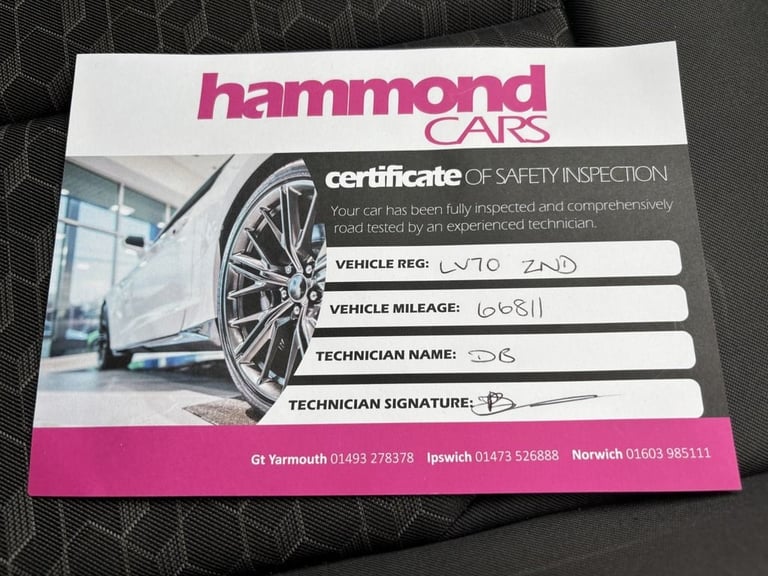 hammond
CARS
certificate OF SAFETY INSPECTION
Your car has been fully inspected and comprehensively
road tested by an experienced technician.
VEHICLE REG: LV70 ZND
VEHICLE MILEAGE: 66811
TECHNICIAN NAME: DB
TECHNICIAN SIGNATURE:
Gt Yarmouth 01493 278378 Ipswich 01473 526888 Norwich 01603 985111